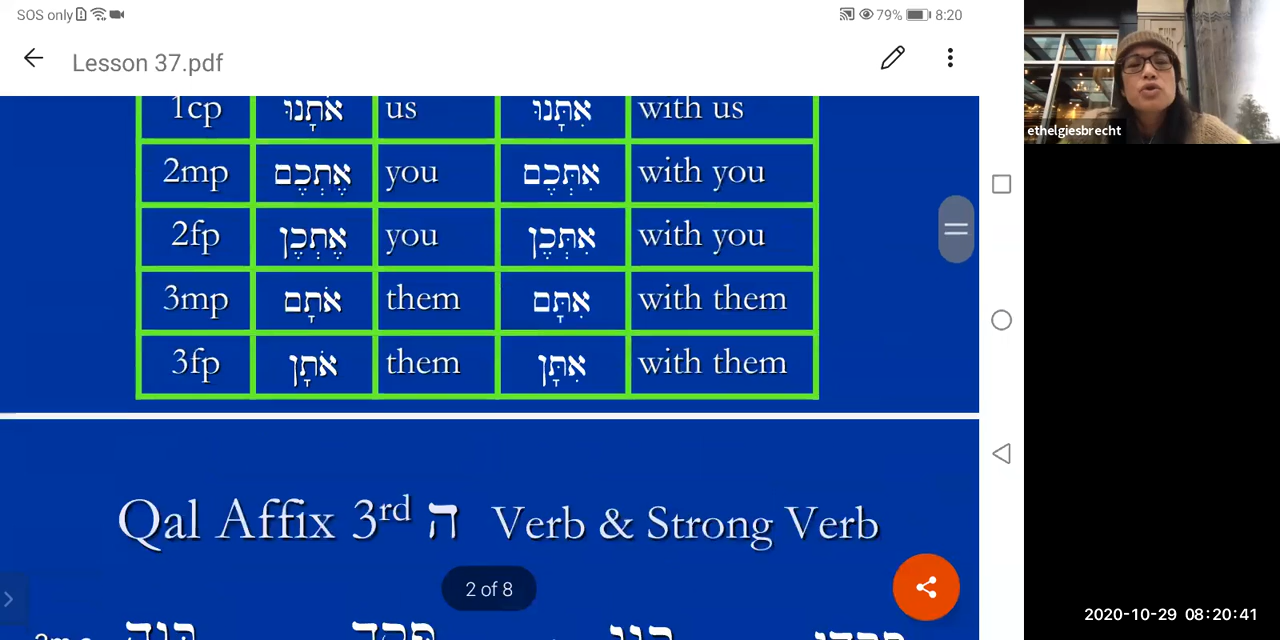 SOS only 79% 8:20
Lesson 37.pdf
ethelgiesbrecht
1cp אֹתָנוּ us אִתָּנוּ with us
2mp אֶתְכֶם you אִתְּכֶם with you
2fp אֶתְכֶן you אִתְּכֶן with you
3mp אֹתָם them אִתָּם with them
3fp אֹתָן them אִתָּן with them
Qal Affix 3rd ה Verb & Strong Verb
2 of 8
2020-10-29 08:20:41